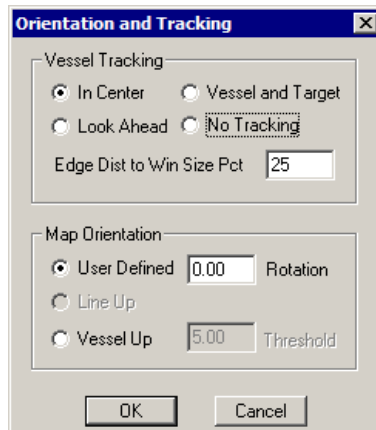 Orientation and Tracking
Vessel Tracking
In Center Vessel and Target
Look Ahead No Tracking
Edge Dist to Win Size Pct 25
Map Orientation
User Defined 0.00 Rotation
Line Up
Vessel Up 5.00 Threshold
OK Cancel